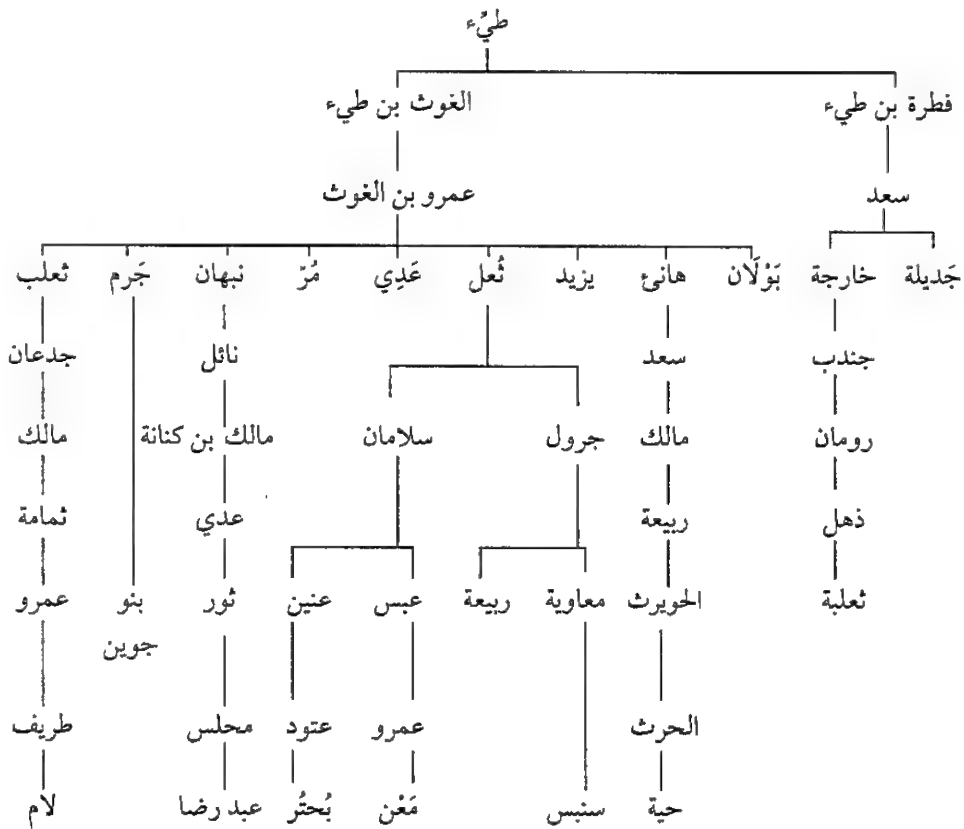 طيِّء
فطرة بن طيء الغوث بن طيء
سعد عمرو بن الغوث
جَديلة خارجة بَوْلَان هانئ يزيد ثُعل عَدِي مُرّ نبهان جَرم ثعلب
جندب سعد نائل جدعان
رومان مالك جرول سلامان مالك بن كنانة مالك
ذهل ربيعة عدي ثمامة
ثعلبة الحويرث معاوية ربيعة عبس عنين ثور بنو عمرو
جوين
الحرث عمرو عتود محلس طريف
حية سنبس مَعْن بُحتُر عبد رضا لام